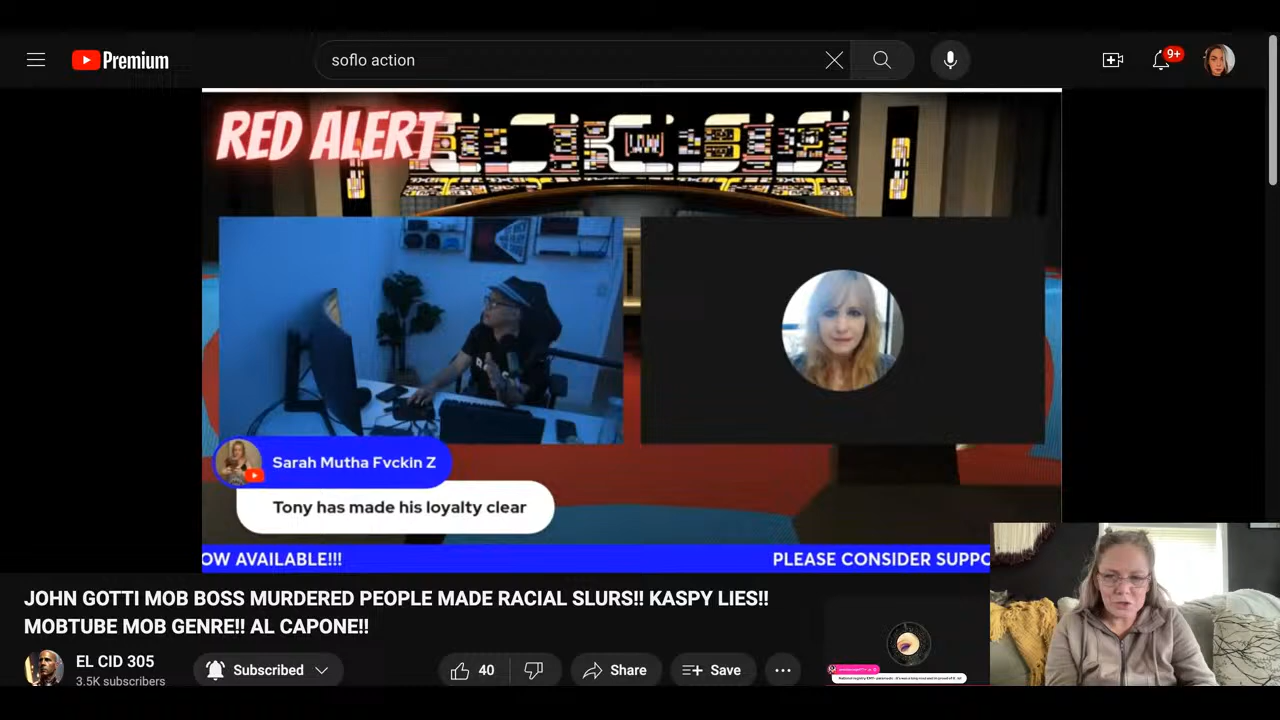 Premium
soflo action
9+
RED ALERT
Sarah Mutha Fvckin Z
Tony has made his loyalty clear
OW AVAILABLE!!!
PLEASE CONSIDER SUPPO
JOHN GOTTI MOB BOSS MURDERED PEOPLE MADE RACIAL SLURS!! KASPY LIES!!
MOBTUBE MOB GENRE!! AL CAPONE!!
EL CID 305
3.5K subscribers
Subscribed
40
Share
Save